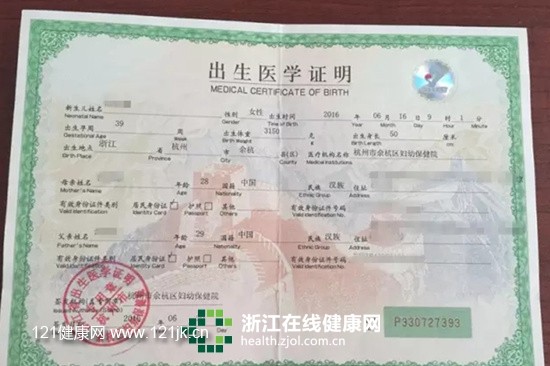 出生医学证明
MEDICAL CERTIFICATE OF BIRTH
新生儿姓名 性别 女性 出生时间 2016 年 06 月 16 日 9 时 1 分
Neonatal Name Gender Time of Birth Year Month Day Hour Minute
出生孕周 39 周 出生体重 3150 克 出生身长 50 厘米
Gestational Age Week Birth Weight g Birth Length cm
出生地点 浙江 省 杭州 市 余杭 县(区) 医疗机构名称 杭州市余杭区妇幼保健院
Birth Place Province City County Medical Institution
母亲姓名 年龄 28 国籍 中国 民族 汉族 住址
Mother's Name Age Nationality Ethnic Group Address
有效身份证件类别 居民身份证 护照 其他 有效身份证件号码
Valid Identification Identity Card Passport Others Valid Identification No.
父亲姓名 年龄 29 国籍 中国 民族 汉族 住址
Father's Name Age Nationality Ethnic Group Address
有效身份证件类别 居民身份证 护照 其他 有效身份证件号码
Valid Identification Identity Card Passport Others Valid Identification No.
杭州市余杭区妇幼保健院
出生医学证明
06
P330727393
121健康网 www.121jk.cn
浙江在线健康网
health.zjol.com.cn